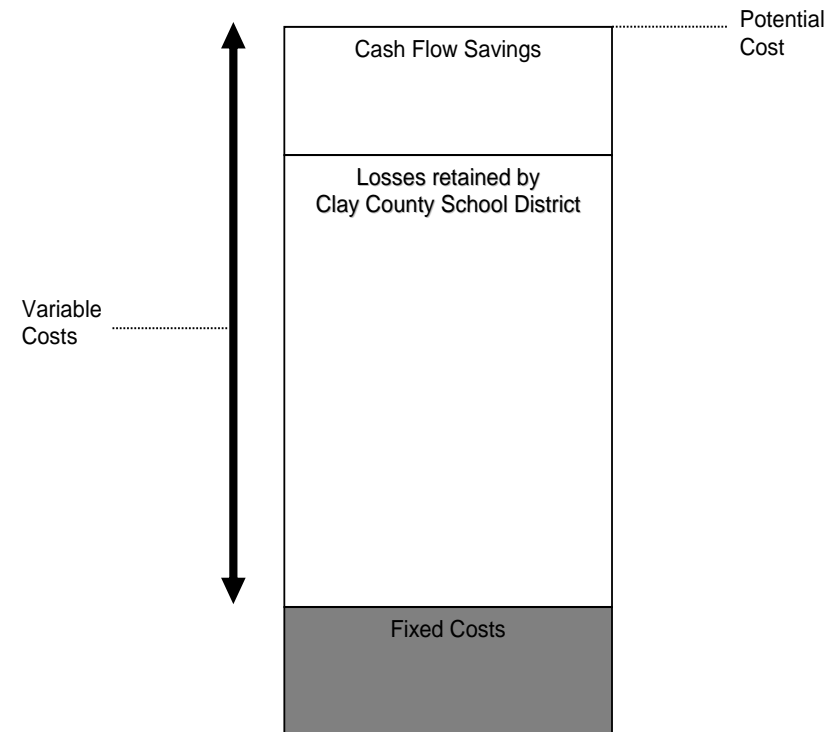 Potential
Cost
Cash Flow Savings
Losses retained by
Clay County School District
Variable
Costs
Fixed Costs